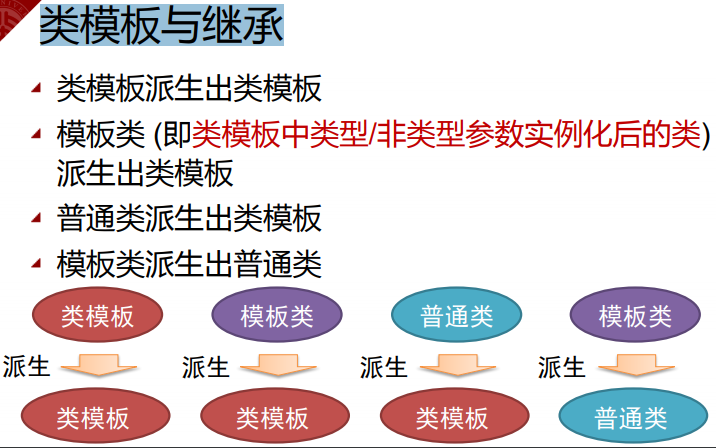 类模板与继承
类模板派生出类模板
模板类 (即类模板中类型/非类型参数实例化后的类)
派生出类模板
普通类派生出类模板
模板类派生出普通类
类模板 模板类 普通类 模板类
派生 派生 派生 派生
类模板 类模板 类模板 普通类